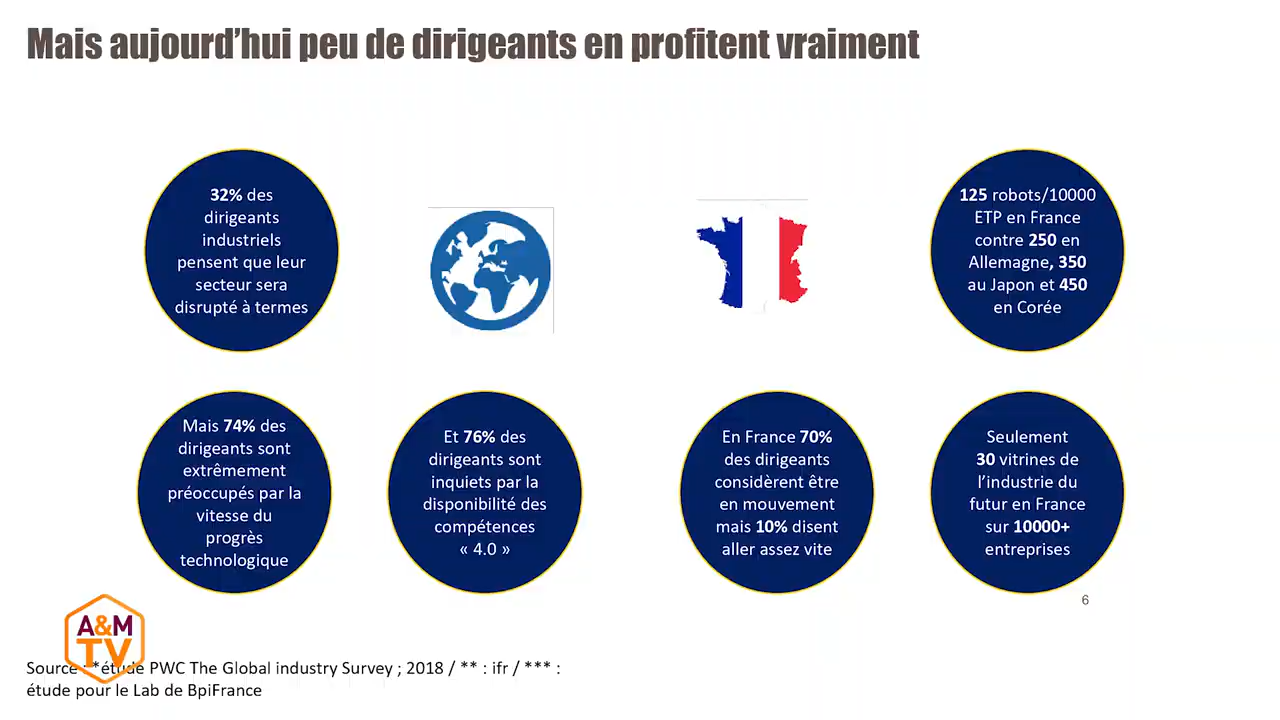 Mais aujourd’hui peu de dirigeants en profitent vraiment
32% des
dirigeants
industriels
pensent que leur
secteur sera
disrupté à termes
125 robots/10000
ETP en France
contre 250 en
Allemagne, 350
au Japon et 450
en Corée
Mais 74% des
dirigeants sont
extrêmement
préoccupés par la
vitesse du
progrès
technologique
Et 76% des
dirigeants sont
inquiets par la
disponibilité des
compétences
« 4.0 »
En France 70%
des dirigeants
considèrent être
en mouvement
mais 10% disent
aller assez vite
Seulement
30 vitrines de
l’industrie du
futur en France
sur 10000+
entreprises
6
A&M
TV
Source : *étude PWC The Global industry Survey ; 2018 / ** : ifr / *** :
étude pour le Lab de BpiFrance